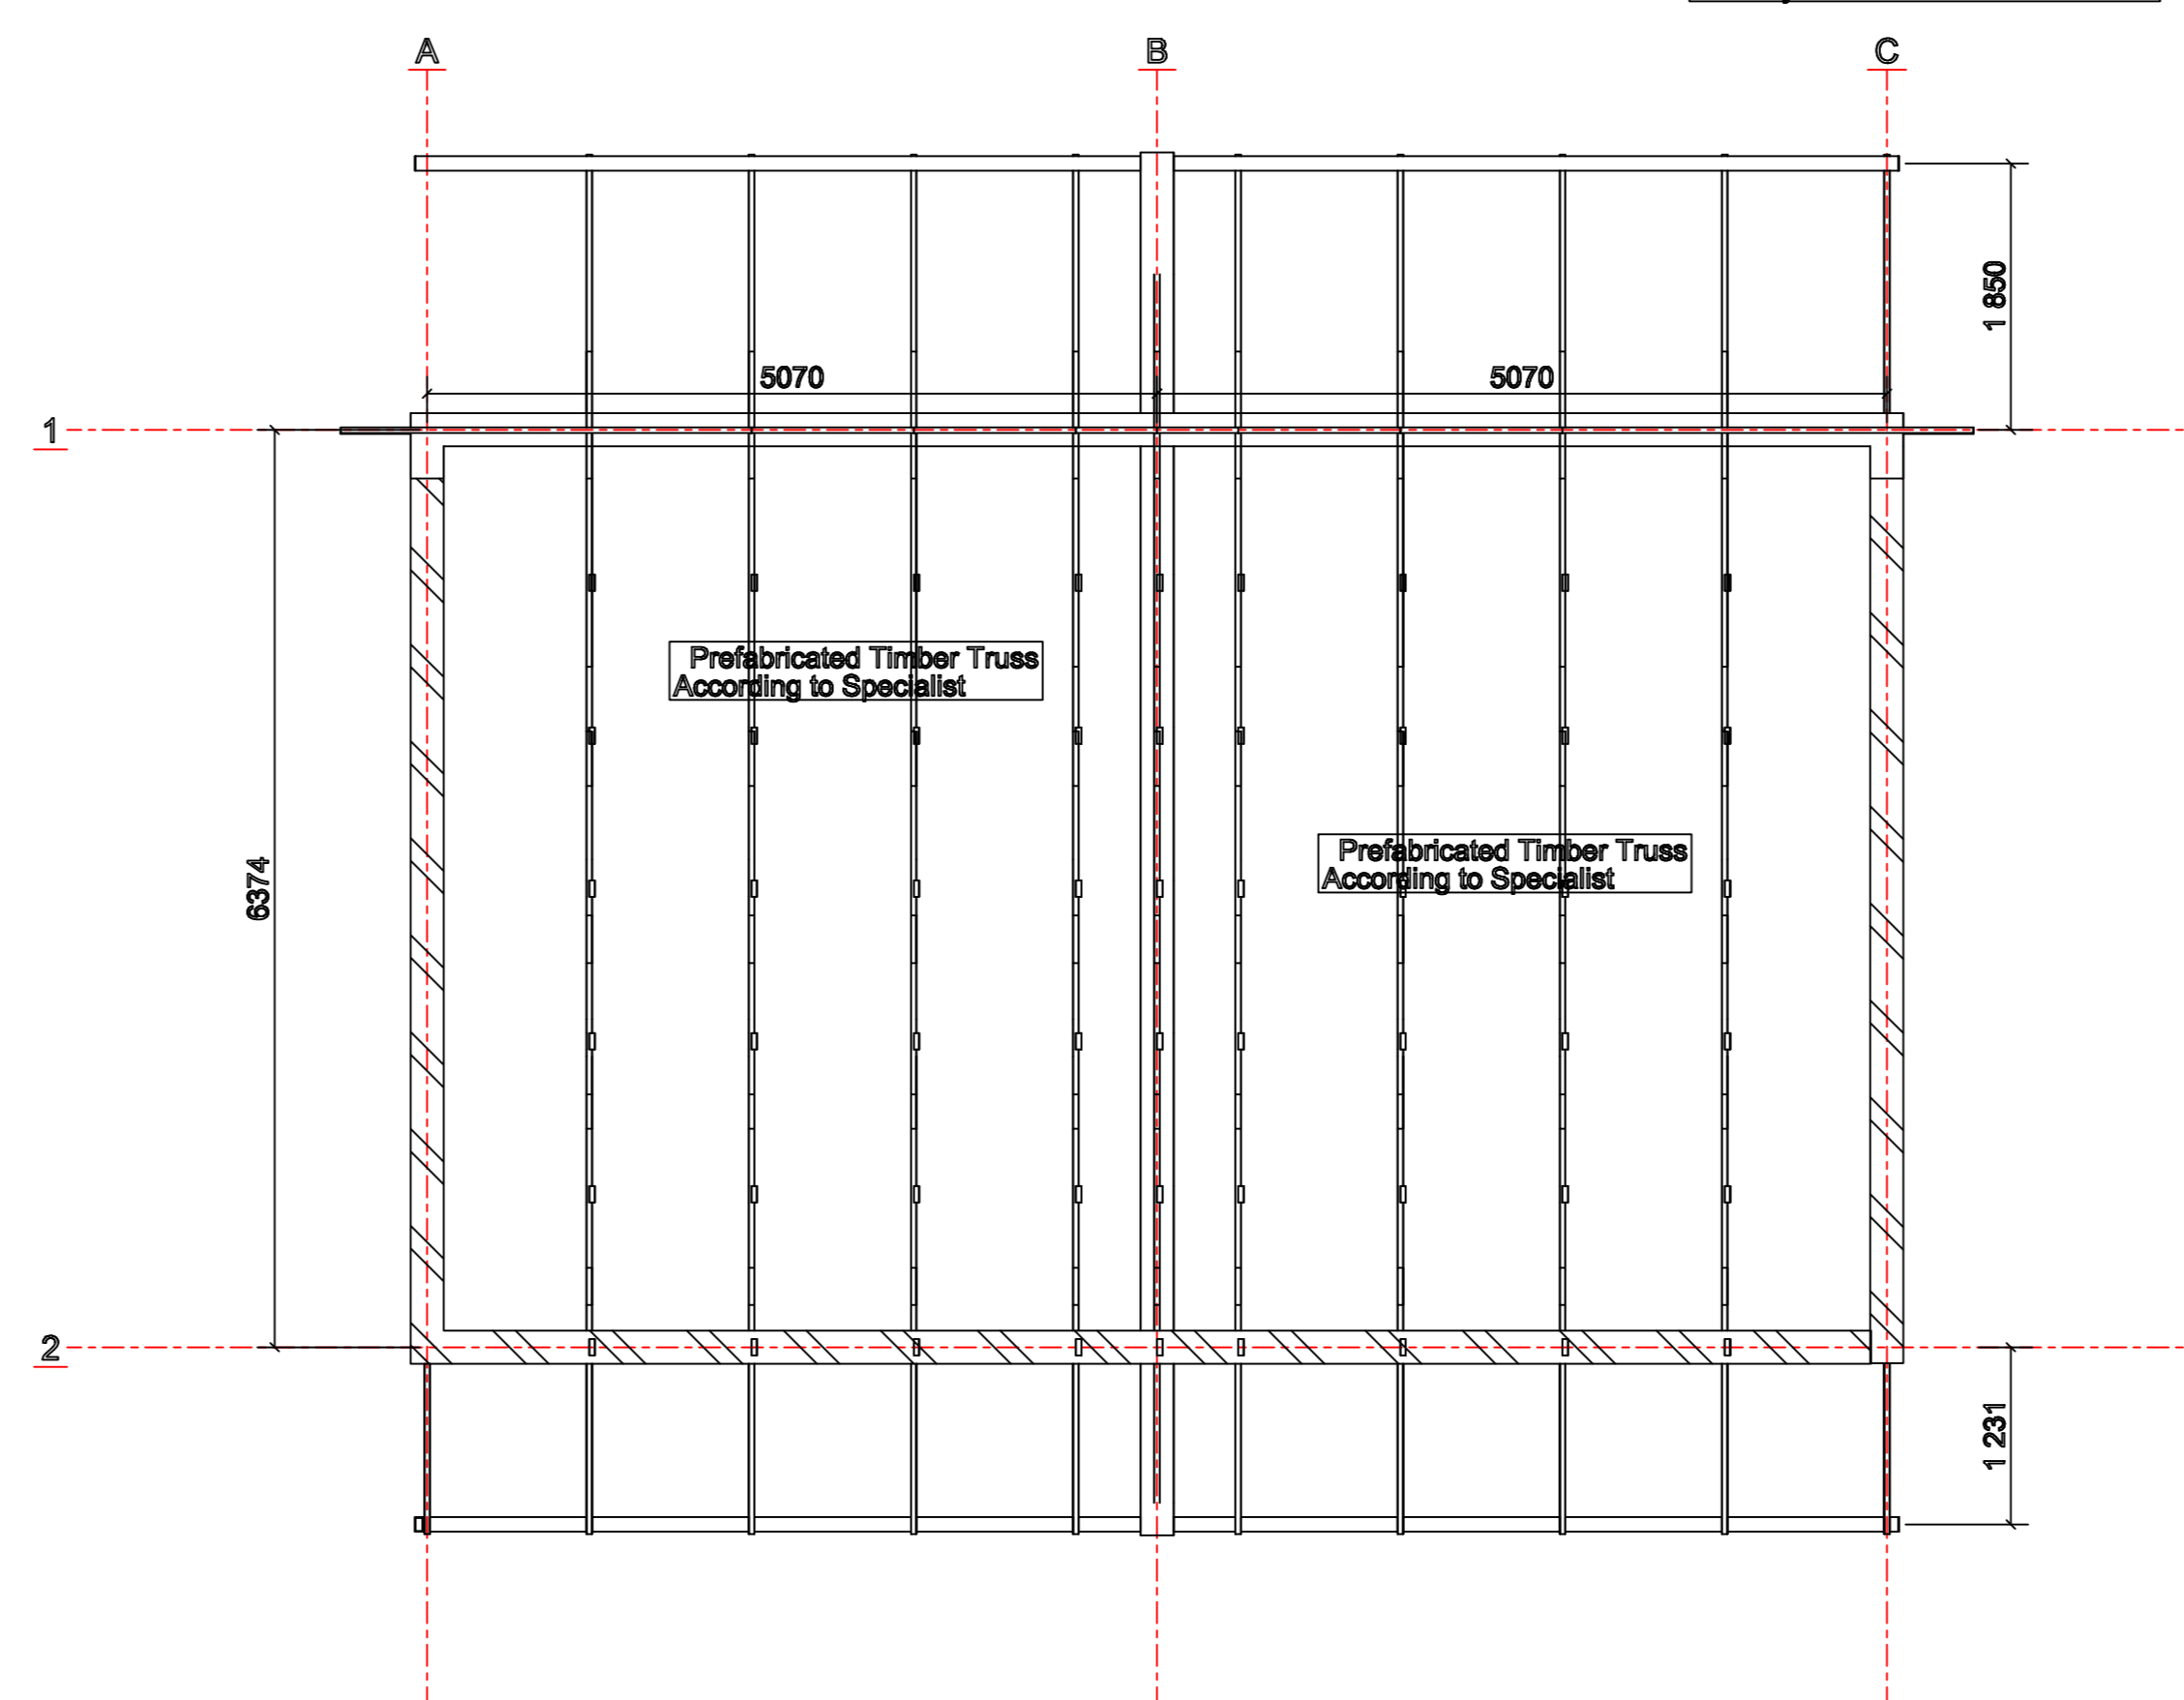 A B C
1 850
5070 5070
1
Prefabricated Timber Truss
According to Specialist
Prefabricated Timber Truss
According to Specialist
6374
2
1 231